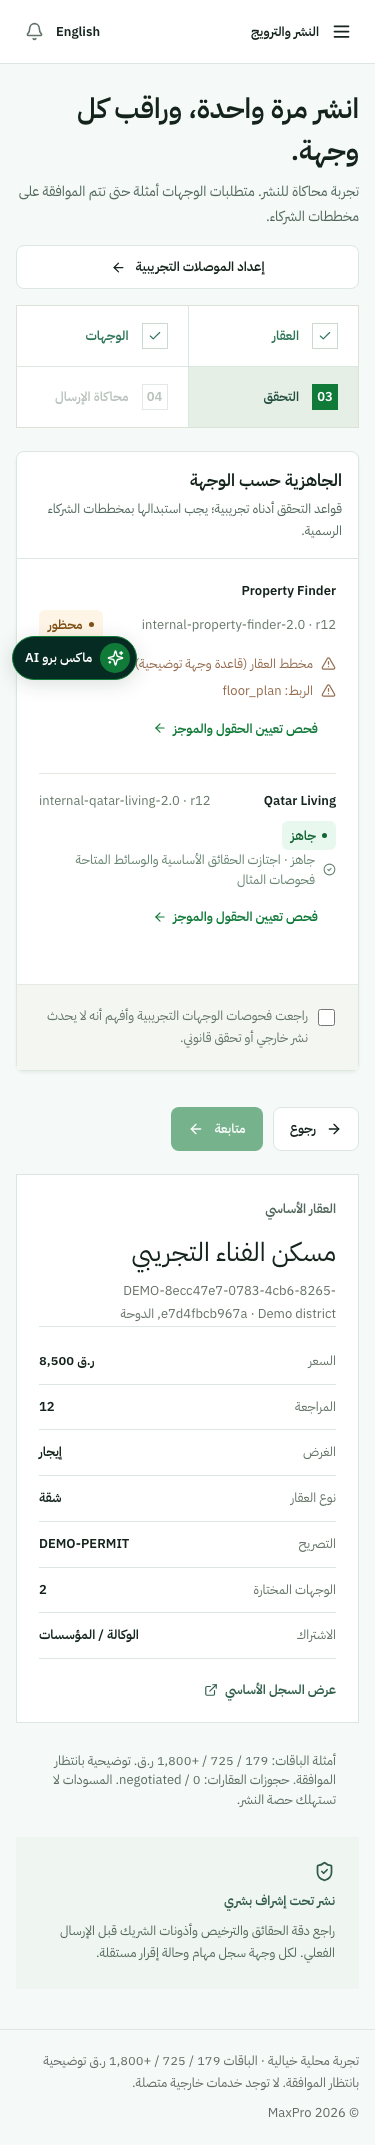 النشر والترويج
English
انشر مرة واحدة، وراقب كل
وجهة.
تجربة محاكاة للنشر. متطلبات الوجهات أمثلة حتى تتم الموافقة على
مخططات الشركاء.
إعداد الموصلات التجريبية
العقار
الوجهات
03 التحقق
04 محاكاة الإرسال
الجاهزية حسب الوجهة
قواعد التحقق أدناه تجريبية؛ يجب استبدالها بمخططات الشركاء
الرسمية.
Property Finder
internal-property-finder-2.0 · r12
محظور
مخطط العقار (قاعدة وجهة توضيحية)
ماكس برو AI
الربط: floor_plan
فحص تعيين الحقول والموجز
Qatar Living
internal-qatar-living-2.0 · r12
جاهز
جاهز · اجتازت الحقائق الأساسية والوسائط المتاحة
فحوصات المثال
فحص تعيين الحقول والموجز
راجعت فحوصات الوجهات التجريبية وأفهم أنه لا يحدث
نشر خارجي أو تحقق قانوني.
رجوع
متابعة
العقار الأساسي
مسكن الفناء التجريبي
DEMO-8ecc47e7-0783-4cb6-8265-
e7d4fbcb967a · Demo district, الدوحة
السعر
ر.ق 8,500
المراجعة
12
الغرض
إيجار
نوع العقار
شقة
التصريح
DEMO-PERMIT
الوجهات المختارة
2
الاشتراك
الوكالة / المؤسسات
عرض السجل الأساسي
أمثلة الباقات: 179 / 725 / +1,800 ر.ق. توضيحية بانتظار
الموافقة. حجوزات العقارات: 0 / negotiated. المسودات لا
تستهلك حصة النشر.
نشر تحت إشراف بشري
راجع دقة الحقائق والترخيص وأذونات الشريك قبل الإرسال
الفعلي. لكل وجهة سجل مهام وحالة إقرار مستقلة.
تجربة محلية خيالية · الباقات 179 / 725 / +1,800 ر.ق توضيحية
بانتظار الموافقة. لا توجد خدمات خارجية متصلة.
© 2026 MaxPro